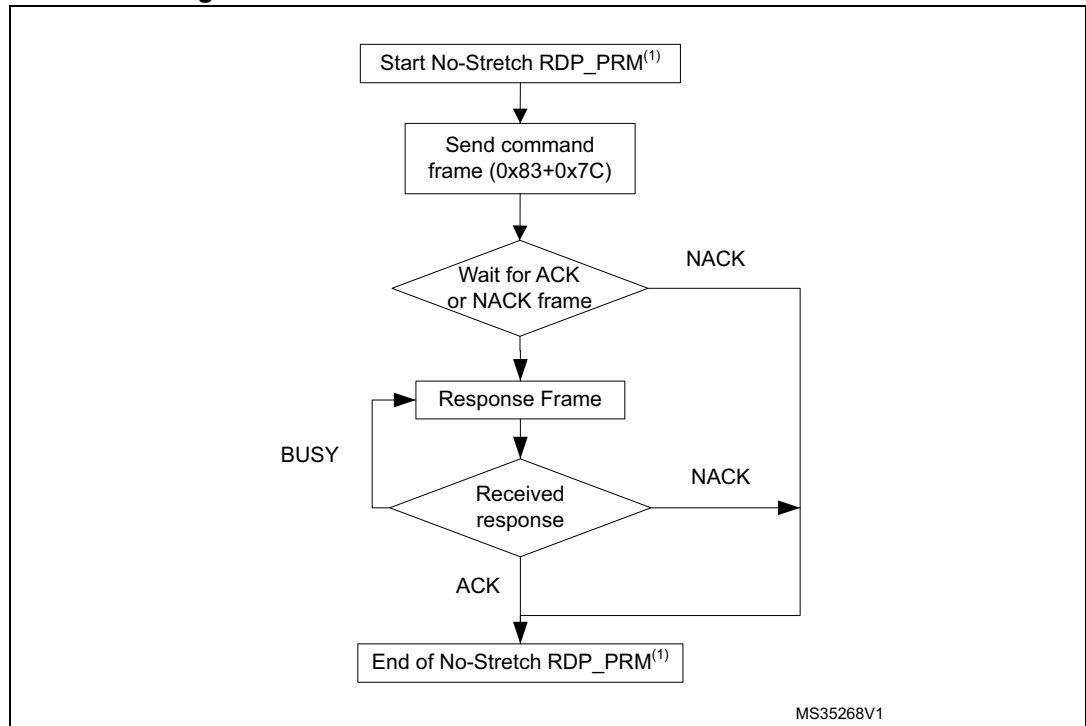 Start No-Stretch RDP_PRM(1)
Send command
frame (0x83+0x7C)
Wait for ACK
or NACK frame
NACK
Response Frame
BUSY
Received
response
NACK
ACK
End of No-Stretch RDP_PRM(1)
MS35268V1